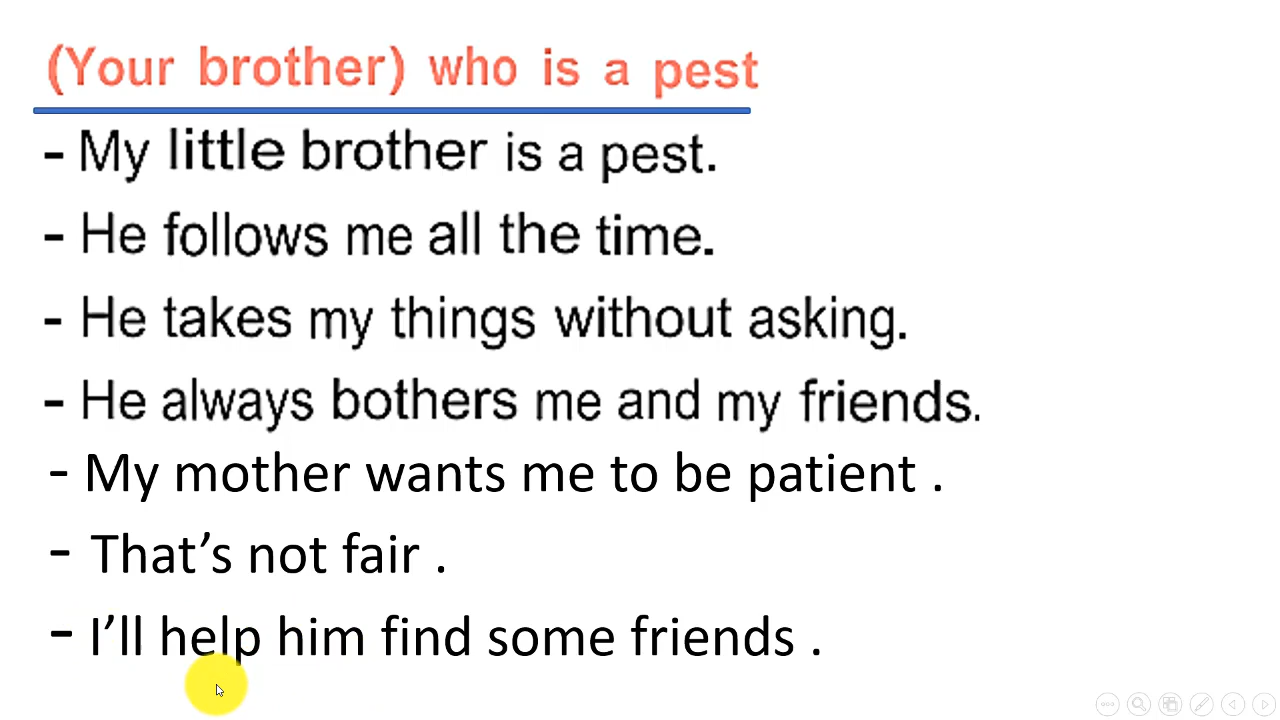 (Your brother) who is a pest
- My little brother is a pest.
- He follows me all the time.
- He takes my things without asking.
- He always bothers me and my friends.
- My mother wants me to be patient .
- That’s not fair .
- I’ll help him find some friends .